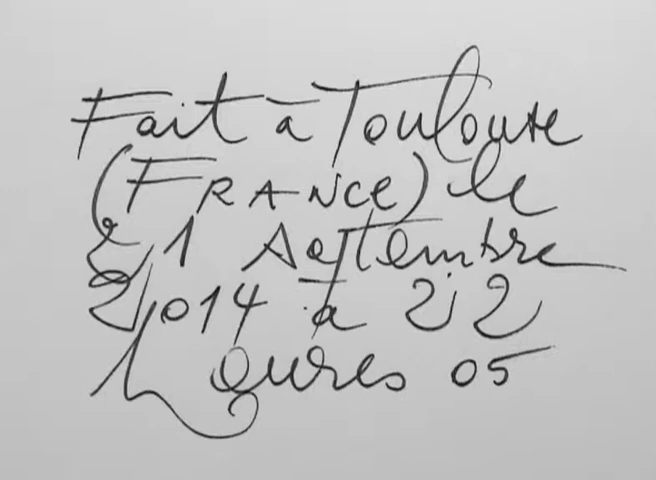 Fait à Toulouse
(FRANCE) le
21 Septembre
2014 à 22
heures 05